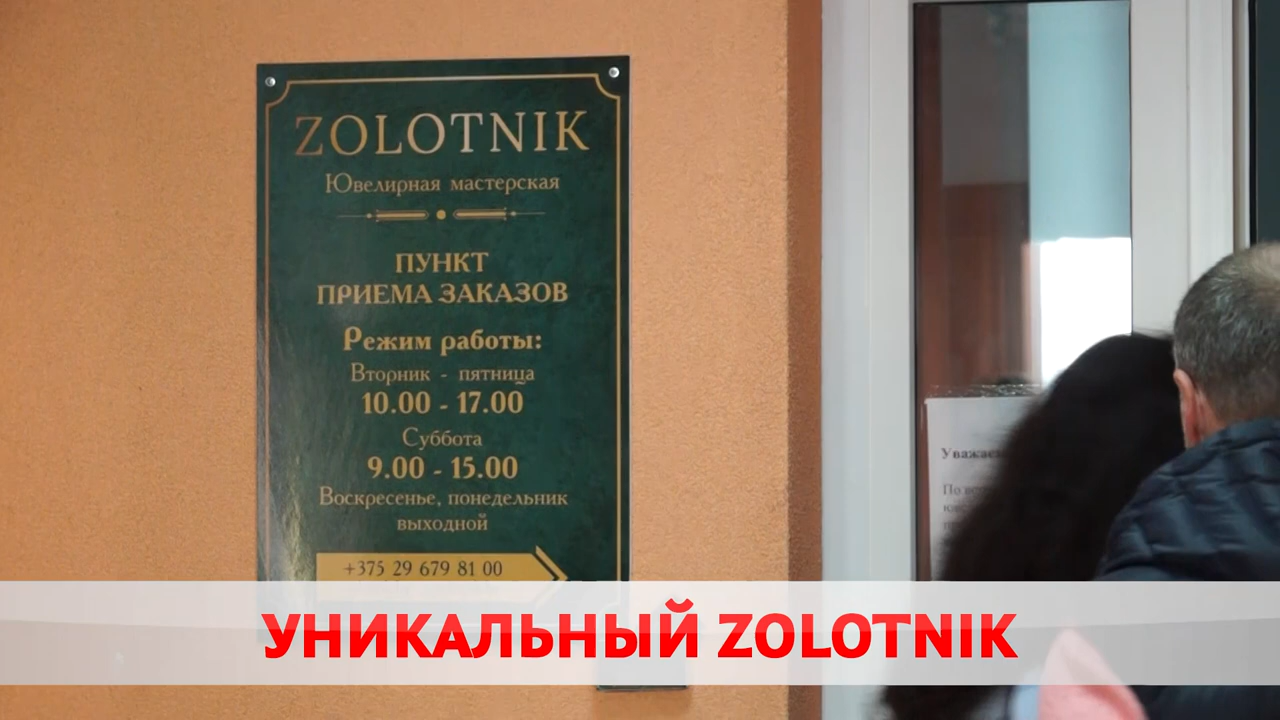 ZOLOTNIK
Ювелирная мастерская
ПУНКТ
ПРИЕМА ЗАКАЗОВ
Режим работы:
Вторник - пятница
10.00 - 17.00
Суббота
9.00 - 15.00
Воскресенье, понедельник
выходной
+375 29 679 81 00
УНИКАЛЬНЫЙ ZOLOTNIK